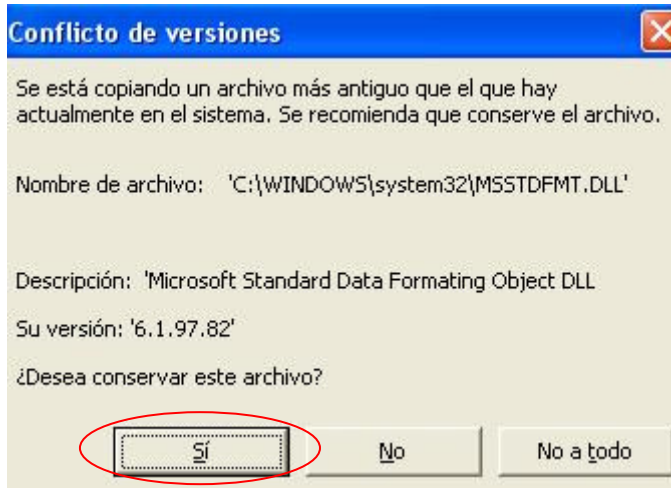 Conflicto de versiones
Se está copiando un archivo más antiguo que el que hay
actualmente en el sistema. Se recomienda que conserve el archivo.
Nombre de archivo: 'C:\WINDOWS\system32\MSSTDFMT.DLL'
Descripción: 'Microsoft Standard Data Formating Object DLL
Su versión: '6.1.97.82'
¿Desea conservar este archivo?
Sí No No a todo